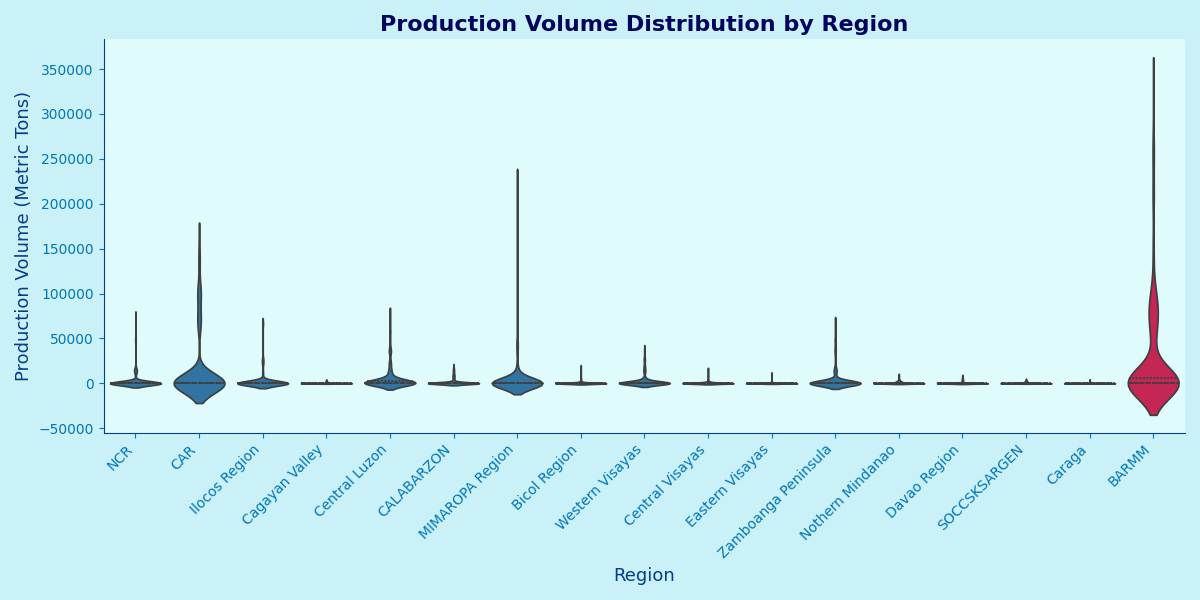 Production Volume Distribution by Region
Production Volume (Metric Tons)
350000
300000
250000
200000
150000
100000
50000
0
−50000
NCR
CAR
Ilocos Region
Cagayan Valley
Central Luzon
CALABARZON
MIMAROPA Region
Bicol Region
Western Visayas
Central Visayas
Eastern Visayas
Zamboanga Peninsula
Nothern Mindanao
Davao Region
SOCCSKSARGEN
Caraga
BARMM
Region